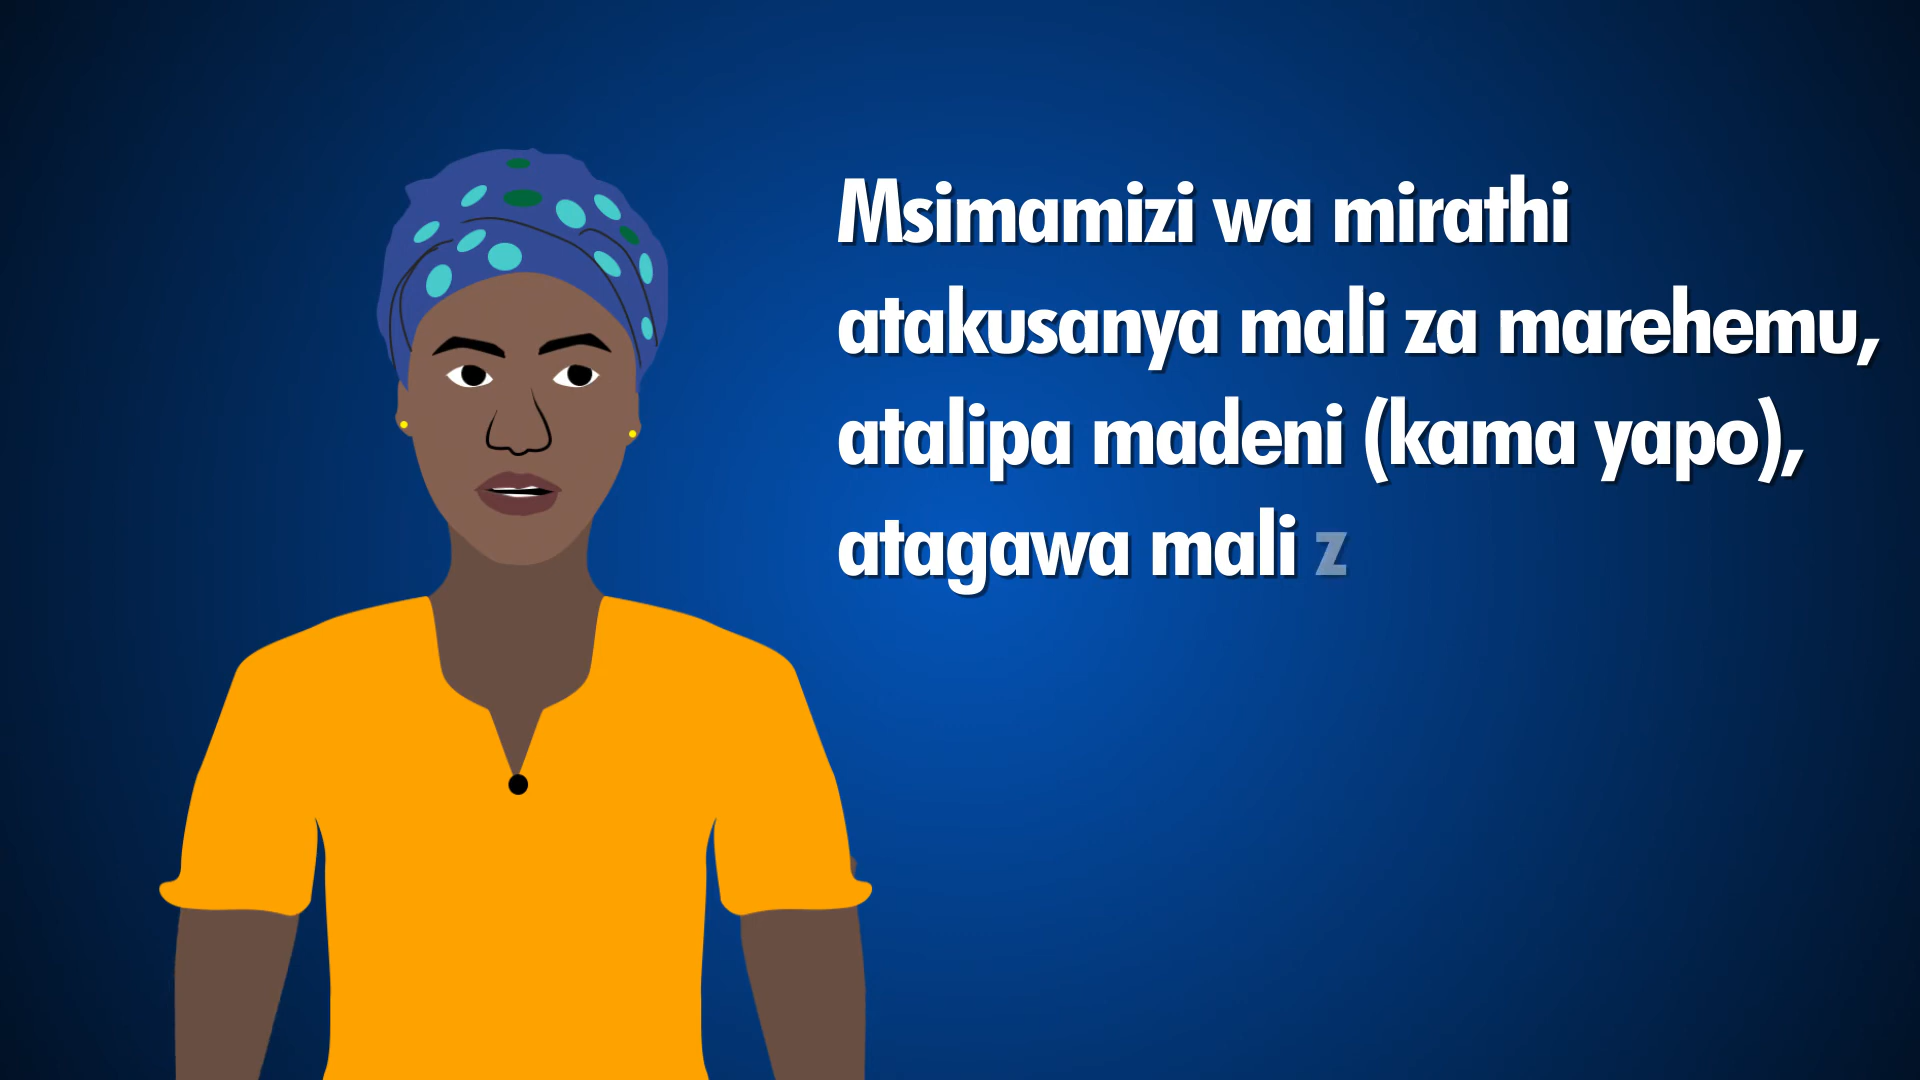 Msimamizi wa mirathi
atakusanya mali za marehemu,
atalipa madeni (kama yapo),
atagawa mali z